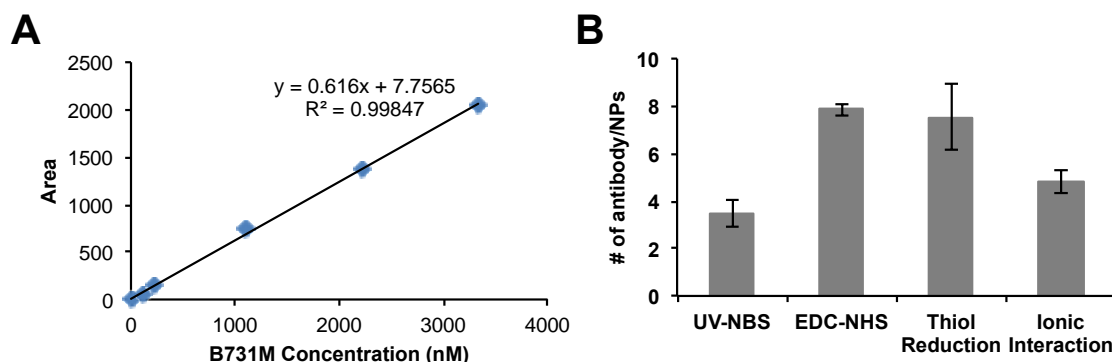 A
2500
2000
1500
1000
500
0
Area
y = 0.616x + 7.7565
R² = 0.99847
0 1000 2000 3000 4000
B731M Concentration (nM)
B
10
8
6
4
2
0
# of antibody/NPs
UV-NBS EDC-NHS Thiol Ionic
Reduction Interaction